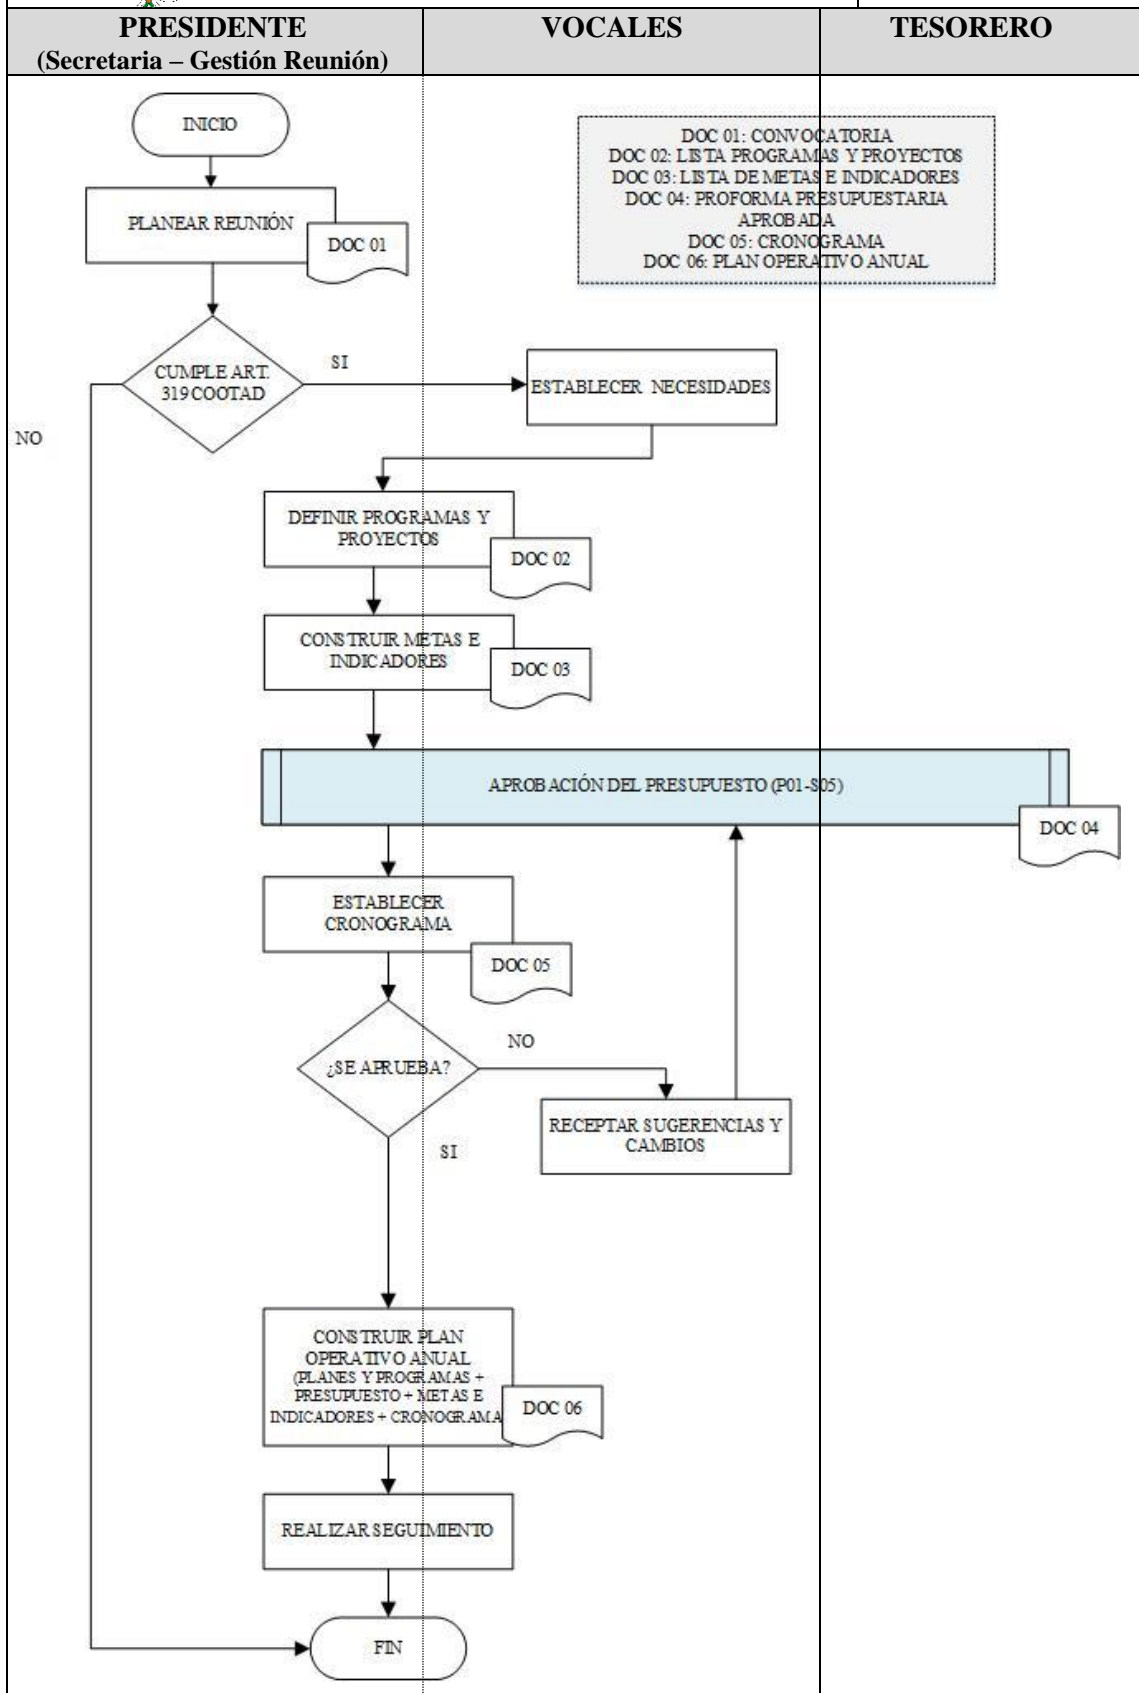 PRESIDENTE
(Secretaria – Gestión Reunión)
VOCALES
TESORERO
INICIO
DOC 01: CONVOCATORIA
DOC 02: LISTA PROGRAMAS Y PROYECTOS
DOC 03: LISTA DE METAS E INDICADORES
DOC 04: PROFORMA PRESUPUESTARIA
APROBADA
DOC 05: CRONOGRAMA
DOC 06: PLAN OPERATIVO ANUAL
PLANEAR REUNIÓN
DOC 01
CUMPLE ART.
319 COOTAD
SI
NO
ESTABLECER NECESIDADES
DEFINIR PROGRAMAS Y
PROYECTOS
DOC 02
CONSTRUIR METAS E
INDICADORES
DOC 03
APROBACIÓN DEL PRESUPUESTO (P01-S05)
DOC 04
ESTABLECER
CRONOGRAMA
DOC 05
¿SE APRUEBA?
NO
SI
RECEPTAR SUGERENCIAS Y
CAMBIOS
CONSTRUIR PLAN
OPERATIVO ANUAL
(PLANES Y PROGRAMAS +
PRESUPUESTO + METAS E
INDICADORES + CRONOGRAMA
DOC 06
REALIZAR SEGUIMIENTO
FIN